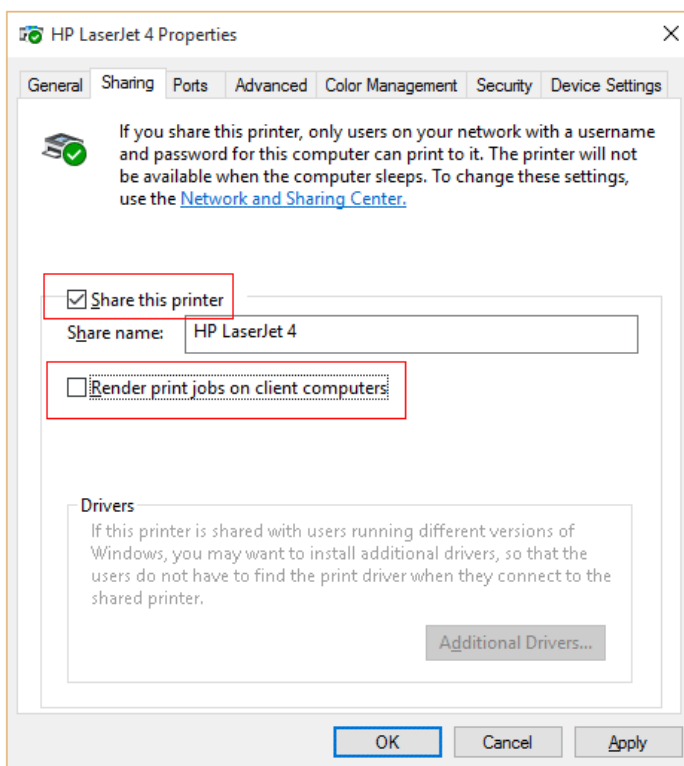 HP LaserJet 4 Properties
General Sharing Ports Advanced Color Management Security Device Settings
If you share this printer, only users on your network with a username
and password for this computer can print to it. The printer will not
be available when the computer sleeps. To change these settings,
use the Network and Sharing Center.
Share this printer
Share name: HP LaserJet 4
Render print jobs on client computers
Drivers
If this printer is shared with users running different versions of
Windows, you may want to install additional drivers, so that the
users do not have to find the print driver when they connect to the
shared printer.
Additional Drivers...
OK Cancel Apply